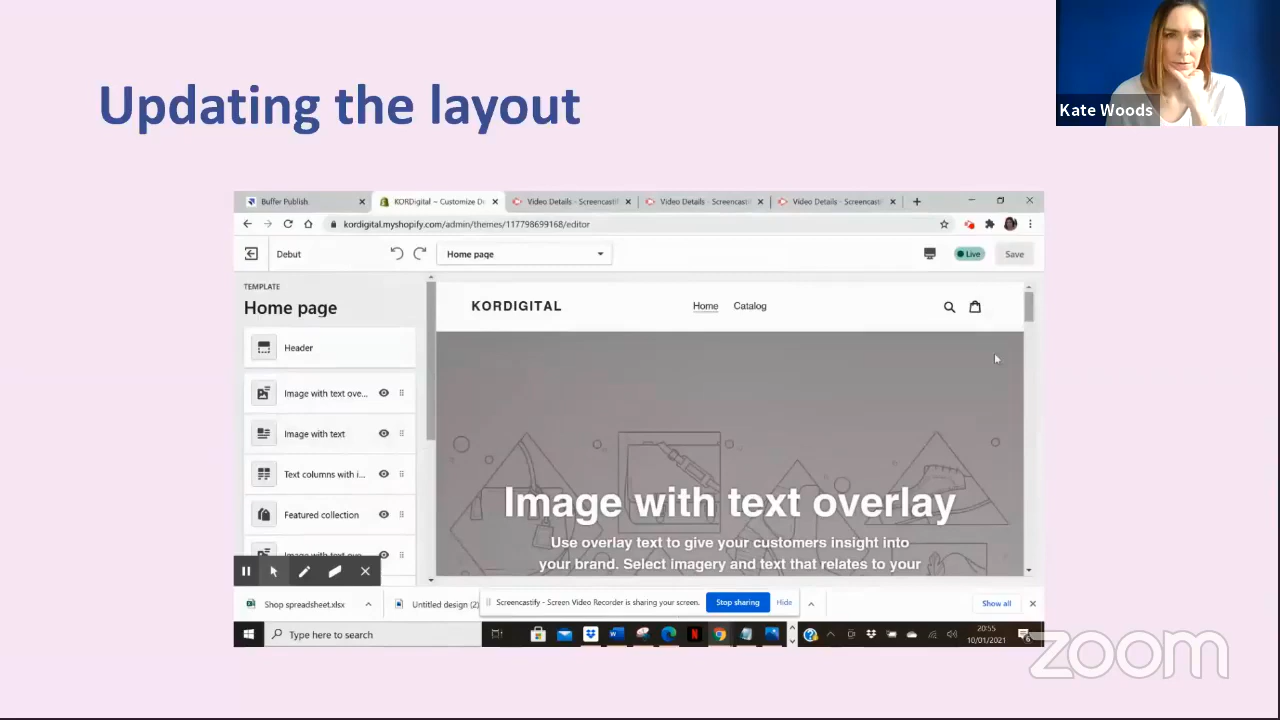 Updating the layout
Kate Woods
Buffer Publish
KORDigital ~ Customize De
Video Details - Screencastif
Video Details - Screencastif
Video Details - Screencastif
kordigital.myshopify.com/admin/themes/117798699168/editor
Debut
Home page
Live
Save
TEMPLATE
Home page
Header
Image with text ove...
Image with text
Text columns with i...
Featured collection
Image with text ove...
KORDIGITAL
Home
Catalog
Image with text overlay
Use overlay text to give your customers insight into
your brand. Select imagery and text that relates to your
Shop spreadsheet.xlsx
Untitled design (2)
Screencastify - Screen Video Recorder is sharing your screen.
Stop sharing
Hide
Show all
Type here to search
20:55
10/01/2021
zoom